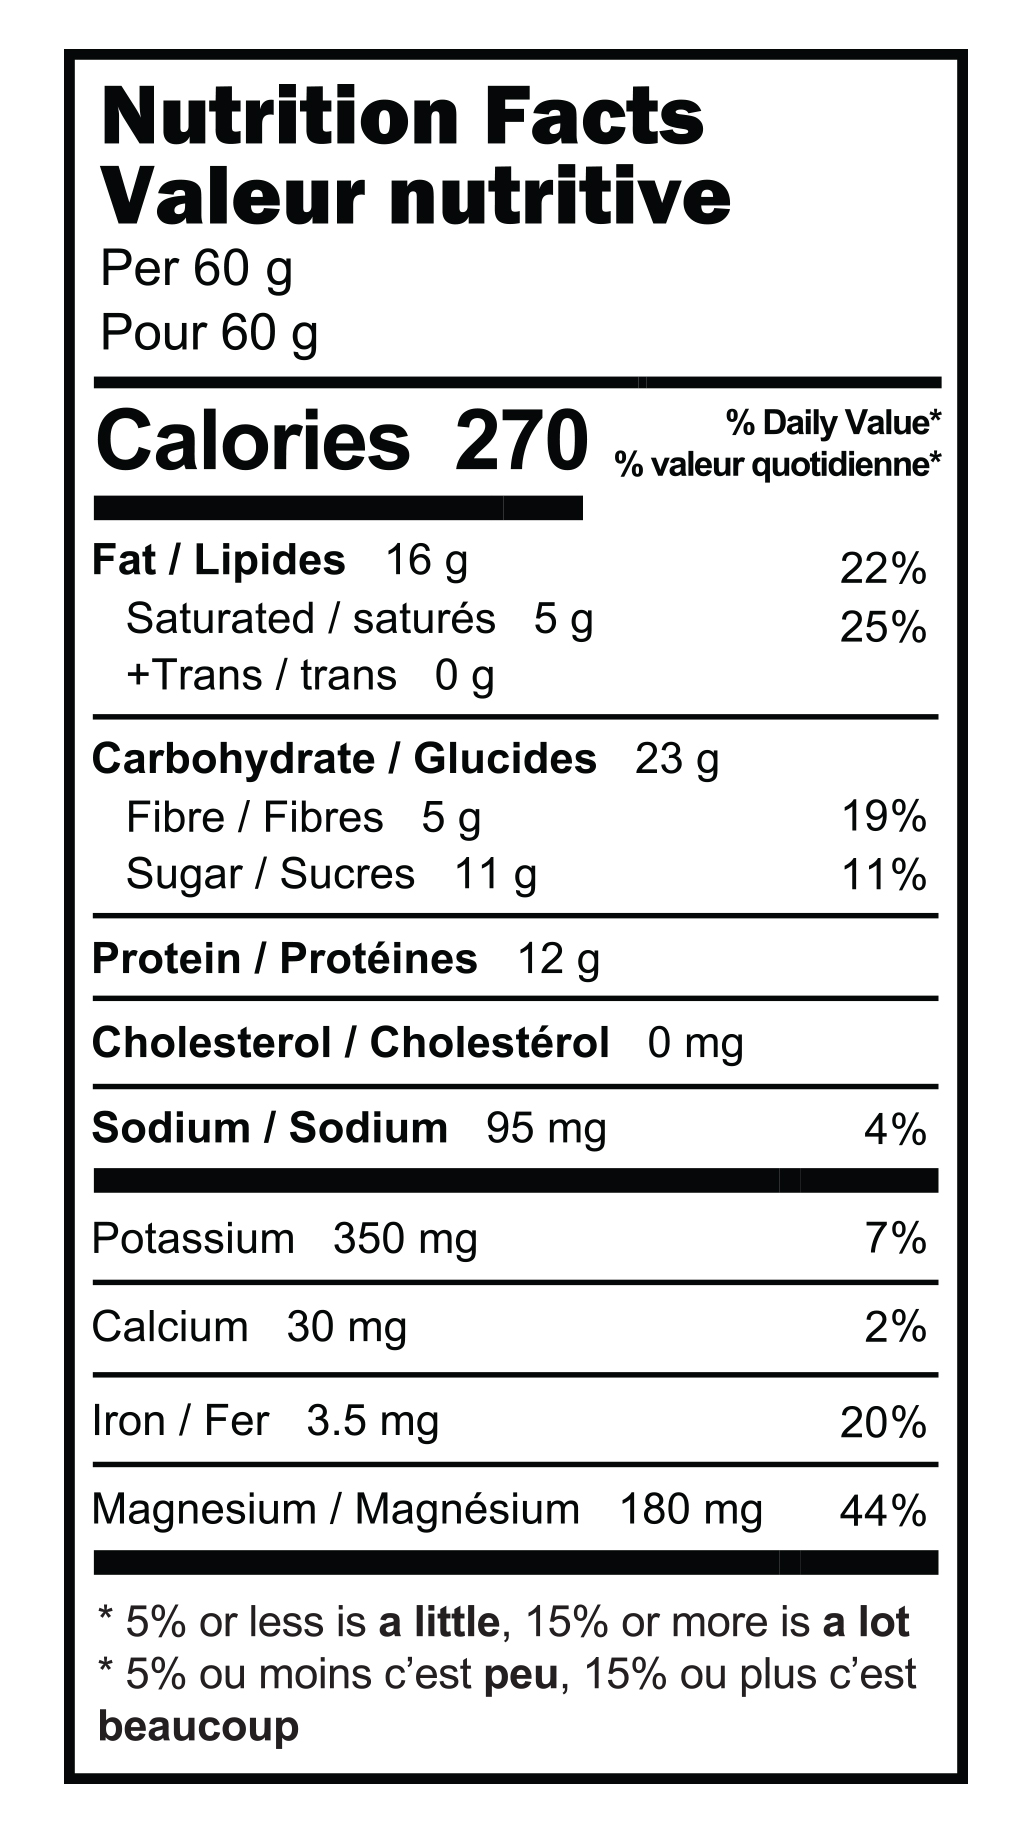 Nutrition Facts
Valeur nutritive
Per 60 g
Pour 60 g
Calories 270
% Daily Value*
% valeur quotidienne*
Fat / Lipides 16 g 22%
Saturated / saturés 5 g 25%
+Trans / trans 0 g
Carbohydrate / Glucides 23 g
Fibre / Fibres 5 g 19%
Sugar / Sucres 11 g 11%
Protein / Protéines 12 g
Cholesterol / Cholestérol 0 mg
Sodium / Sodium 95 mg 4%
Potassium 350 mg 7%
Calcium 30 mg 2%
Iron / Fer 3.5 mg 20%
Magnesium / Magnésium 180 mg 44%
* 5% or less is a little, 15% or more is a lot
* 5% ou moins c’est peu, 15% ou plus c’est
beaucoup